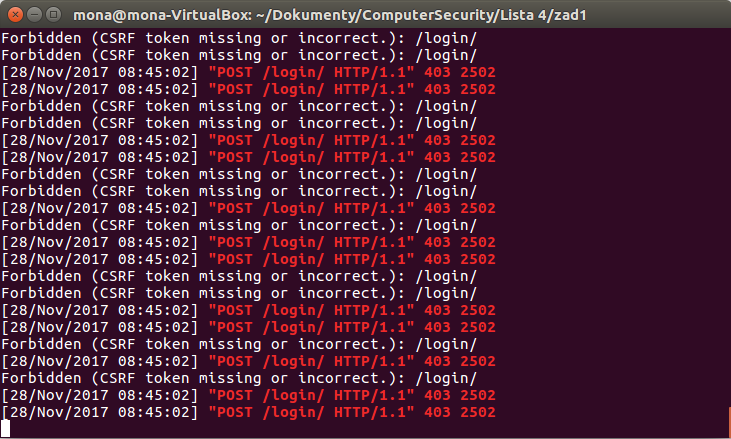 mona@mona-VirtualBox: ~/Dokumenty/ComputerSecurity/Lista 4/zad1
Forbidden (CSRF token missing or incorrect.): /login/
Forbidden (CSRF token missing or incorrect.): /login/
[28/Nov/2017 08:45:02] "POST /login/ HTTP/1.1" 403 2502
[28/Nov/2017 08:45:02] "POST /login/ HTTP/1.1" 403 2502
Forbidden (CSRF token missing or incorrect.): /login/
Forbidden (CSRF token missing or incorrect.): /login/
[28/Nov/2017 08:45:02] "POST /login/ HTTP/1.1" 403 2502
[28/Nov/2017 08:45:02] "POST /login/ HTTP/1.1" 403 2502
Forbidden (CSRF token missing or incorrect.): /login/
Forbidden (CSRF token missing or incorrect.): /login/
[28/Nov/2017 08:45:02] "POST /login/ HTTP/1.1" 403 2502
Forbidden (CSRF token missing or incorrect.): /login/
[28/Nov/2017 08:45:02] "POST /login/ HTTP/1.1" 403 2502
[28/Nov/2017 08:45:02] "POST /login/ HTTP/1.1" 403 2502
Forbidden (CSRF token missing or incorrect.): /login/
Forbidden (CSRF token missing or incorrect.): /login/
[28/Nov/2017 08:45:02] "POST /login/ HTTP/1.1" 403 2502
[28/Nov/2017 08:45:02] "POST /login/ HTTP/1.1" 403 2502
Forbidden (CSRF token missing or incorrect.): /login/
[28/Nov/2017 08:45:02] "POST /login/ HTTP/1.1" 403 2502
Forbidden (CSRF token missing or incorrect.): /login/
[28/Nov/2017 08:45:02] "POST /login/ HTTP/1.1" 403 2502
[28/Nov/2017 08:45:02] "POST /login/ HTTP/1.1" 403 2502